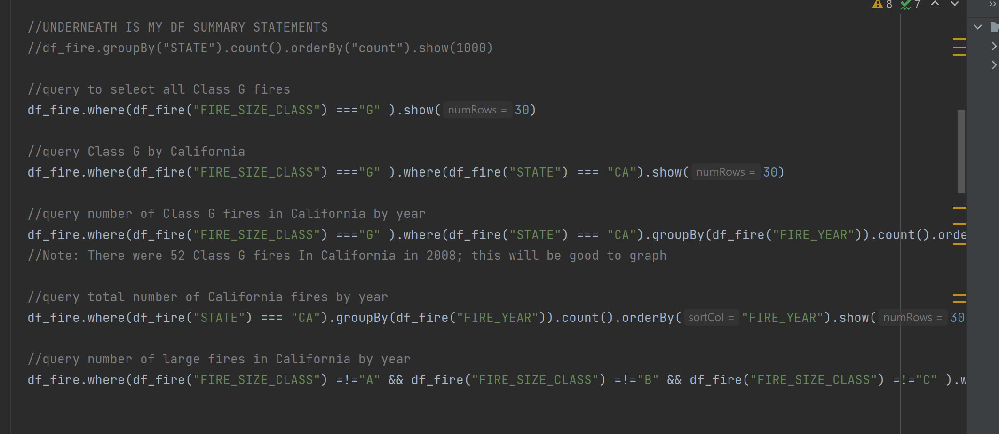 8 7
//UNDERNEATH IS MY DF SUMMARY STATEMENTS
//df_fire.groupBy("STATE").count().orderBy("count").show(1000)
//query to select all Class G fires
df_fire.where(df_fire("FIRE_SIZE_CLASS") ==="G" ).show( numRows = 30)
//query Class G by California
df_fire.where(df_fire("FIRE_SIZE_CLASS") ==="G" ).where(df_fire("STATE") === "CA").show( numRows = 30)
//query number of Class G fires in California by year
df_fire.where(df_fire("FIRE_SIZE_CLASS") ==="G" ).where(df_fire("STATE") === "CA").groupBy(df_fire("FIRE_YEAR")).count().orde
//Note: There were 52 Class G fires In California in 2008; this will be good to graph
//query total number of California fires by year
df_fire.where(df_fire("STATE") === "CA").groupBy(df_fire("FIRE_YEAR")).count().orderBy( sortCol = "FIRE_YEAR").show( numRows = 30
//query number of large fires in California by year
df_fire.where(df_fire("FIRE_SIZE_CLASS") =!="A" && df_fire("FIRE_SIZE_CLASS") =!="B" && df_fire("FIRE_SIZE_CLASS") =!="C" ).w